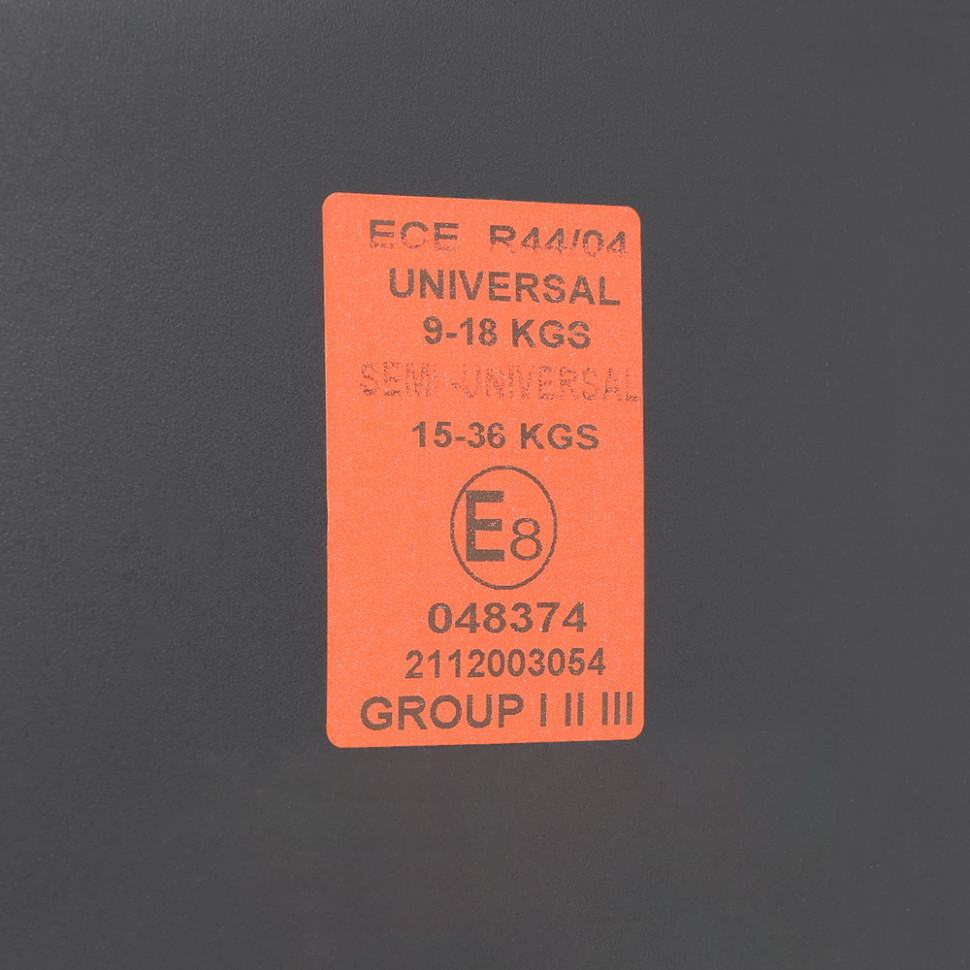 ECE R44/04
UNIVERSAL
9-18 KGS
SEMI-UNIVERSAL
15-36 KGS
E8
048374
2112003054
GROUP I II III